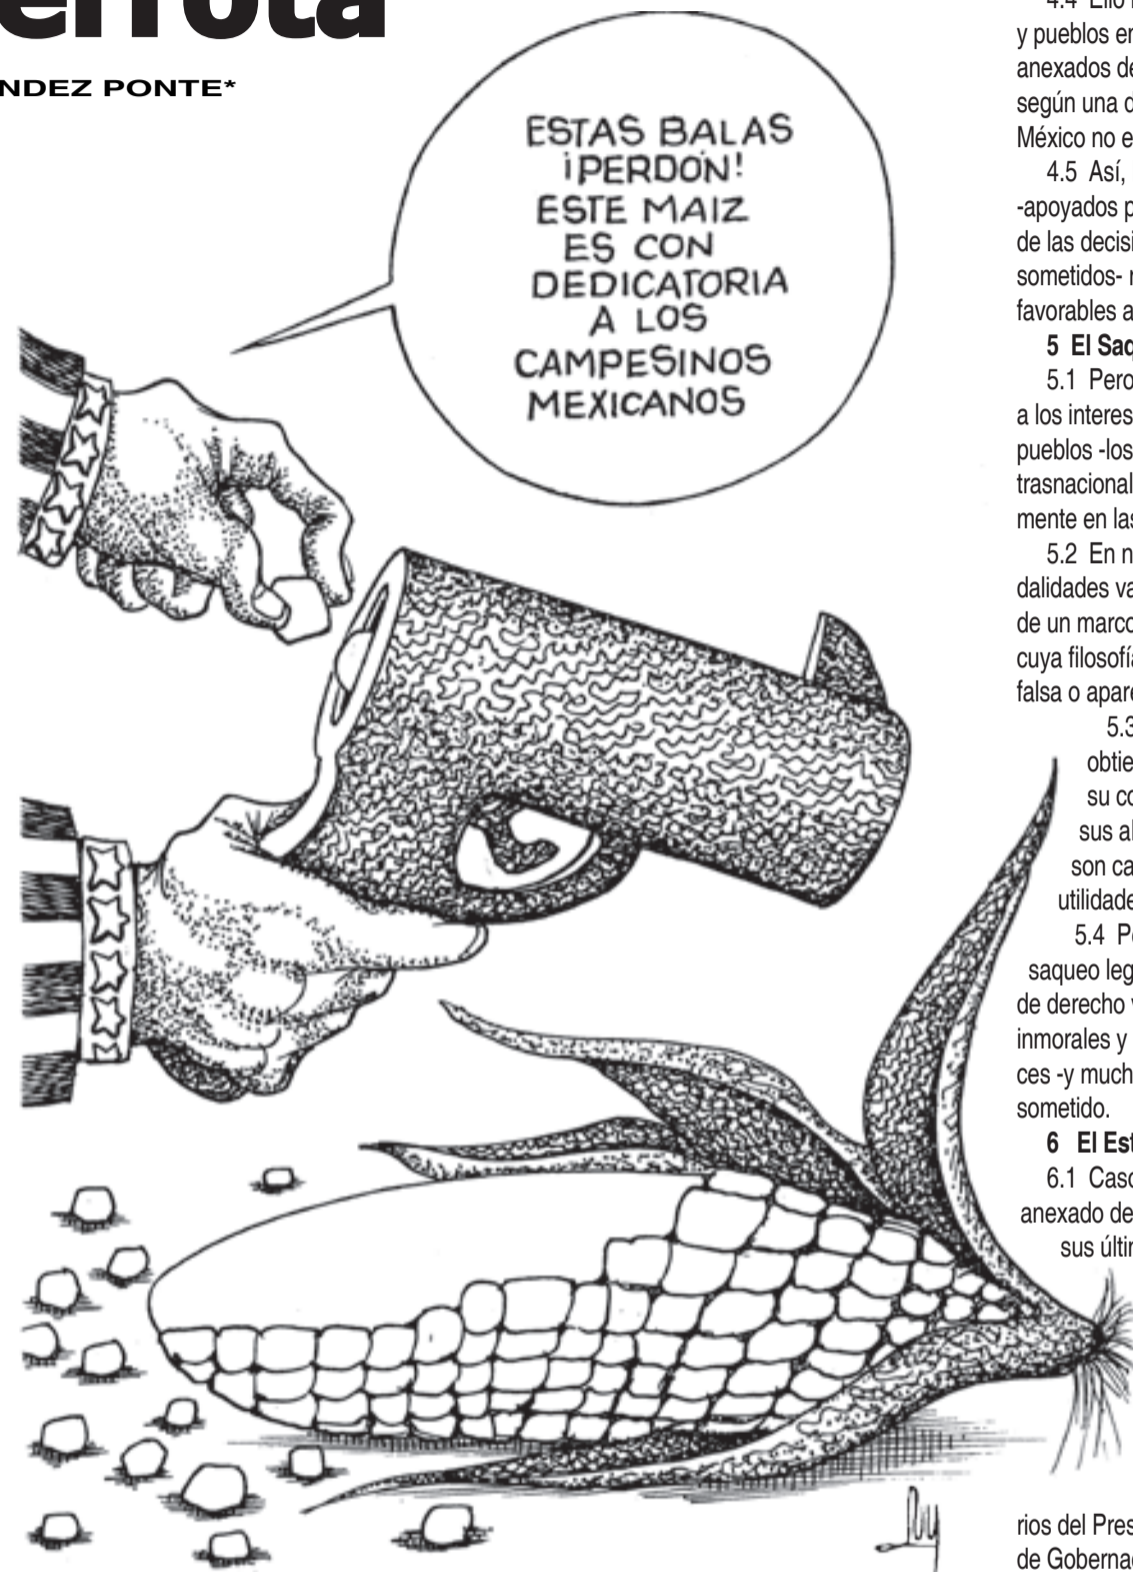 errota
NDEZ PONTE*
ESTAS BALAS
¡PERDÓN!
ESTE MAIZ
ES CON
DEDICATORIA
A LOS
CAMPESINOS
MEXICANOS
4.4 Ello
y pueblos en
anexados de
según una d
México no e
4.5 Así,
-apoyados p
de las decisi
sometidos- 
favorables a
5 El Saq
5.1 Pero
a los interes
pueblos -los
trasnacional
mente en las
5.2 En n
dalidades va
de un marco
cuya filosofía
falsa o apare
5.3
obtie
su co
sus al
son ca
utilidade
5.4 Pe
saqueo leg
de derecho
inmorales y
ces -y much
sometido.
6 El Est
6.1 Caso
anexado de
sus últin
rios del Pres
de Gobernac